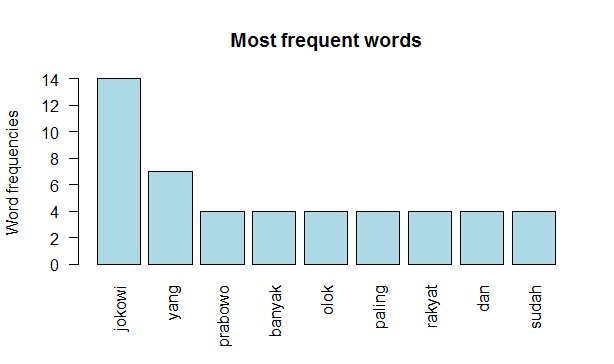 Most frequent words
Word frequencies
14
12
10
8
6
4
2
0
jokowi
yang
prabowo
banyak
olok
paling
rakyat
dan
sudah